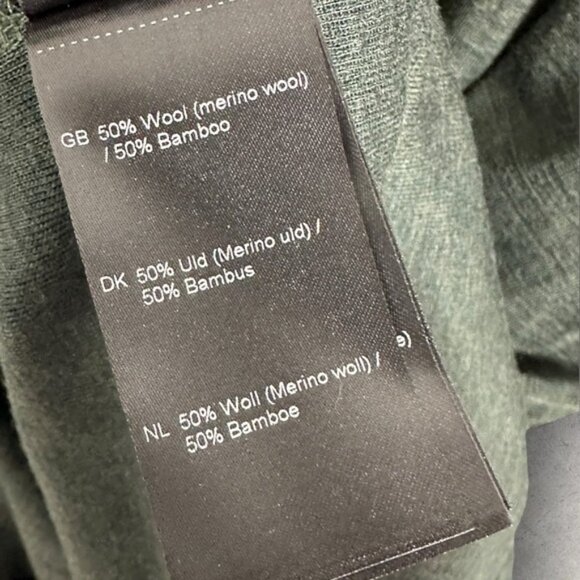 GB 50% Wool (merino wool)
/ 50% Bamboo
DK 50% Uld (Merino uld) /
50% Bambus
NL 50% Woll (Merino woll) /
50% Bamboe
e)